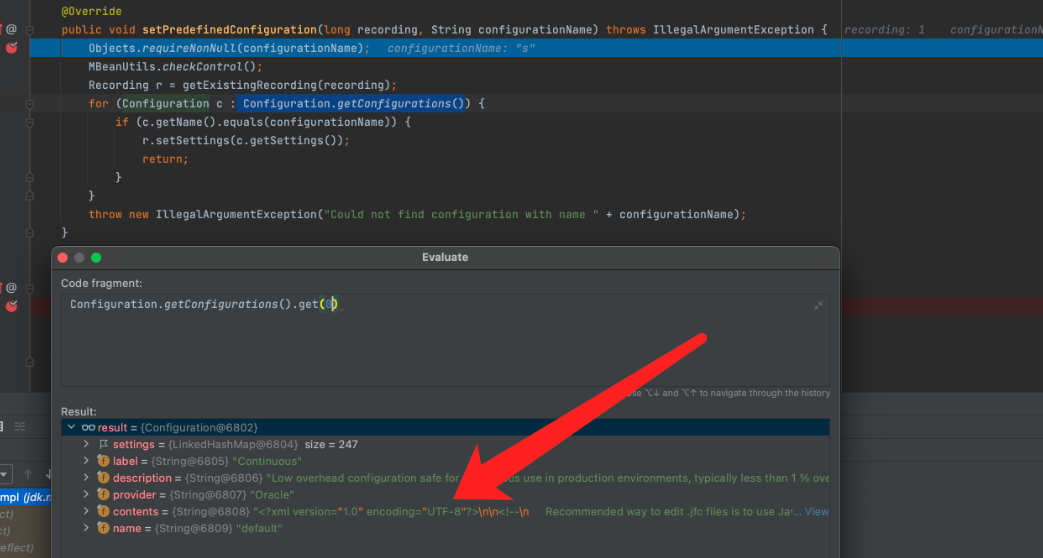 @Override
@ public void setPredefinedConfiguration(long recording, String configurationName) throws IllegalArgumentException { recording: 1 configurationN
Objects.requireNonNull(configurationName); configurationName: "s"
MBeanUtils.checkControl();
Recording r = getExistingRecording(recording);
for (Configuration c : Configuration.getConfigurations()) {
if (c.getName().equals(configurationName)) {
r.setSettings(c.getSettings());
return;
}
}
throw new IllegalArgumentException("Could not find configuration with name " + configurationName);
}
Evaluate
Code fragment:
@
Configuration.getConfigurations().get(0)
use ⌥↓ and ⌥↑ to navigate through the history
Result:
result = {Configuration@6802}
settings = {LinkedHashMap@6804} size = 247
label = {String@6805} "Continuous"
description = {String@6806} "Low overhead configuration safe for us use in production environments, typically less than 1 % ove
provider = {String@6807} "Oracle"
mpl (jdk.m
contents = {String@6808} "<?xml version="1.0" encoding="UTF-8"?>\n\n<!--\n Recommended way to edit .jfc files is to use Ja... View
ct)
name = {String@6809} "default"
ct)
eflect)